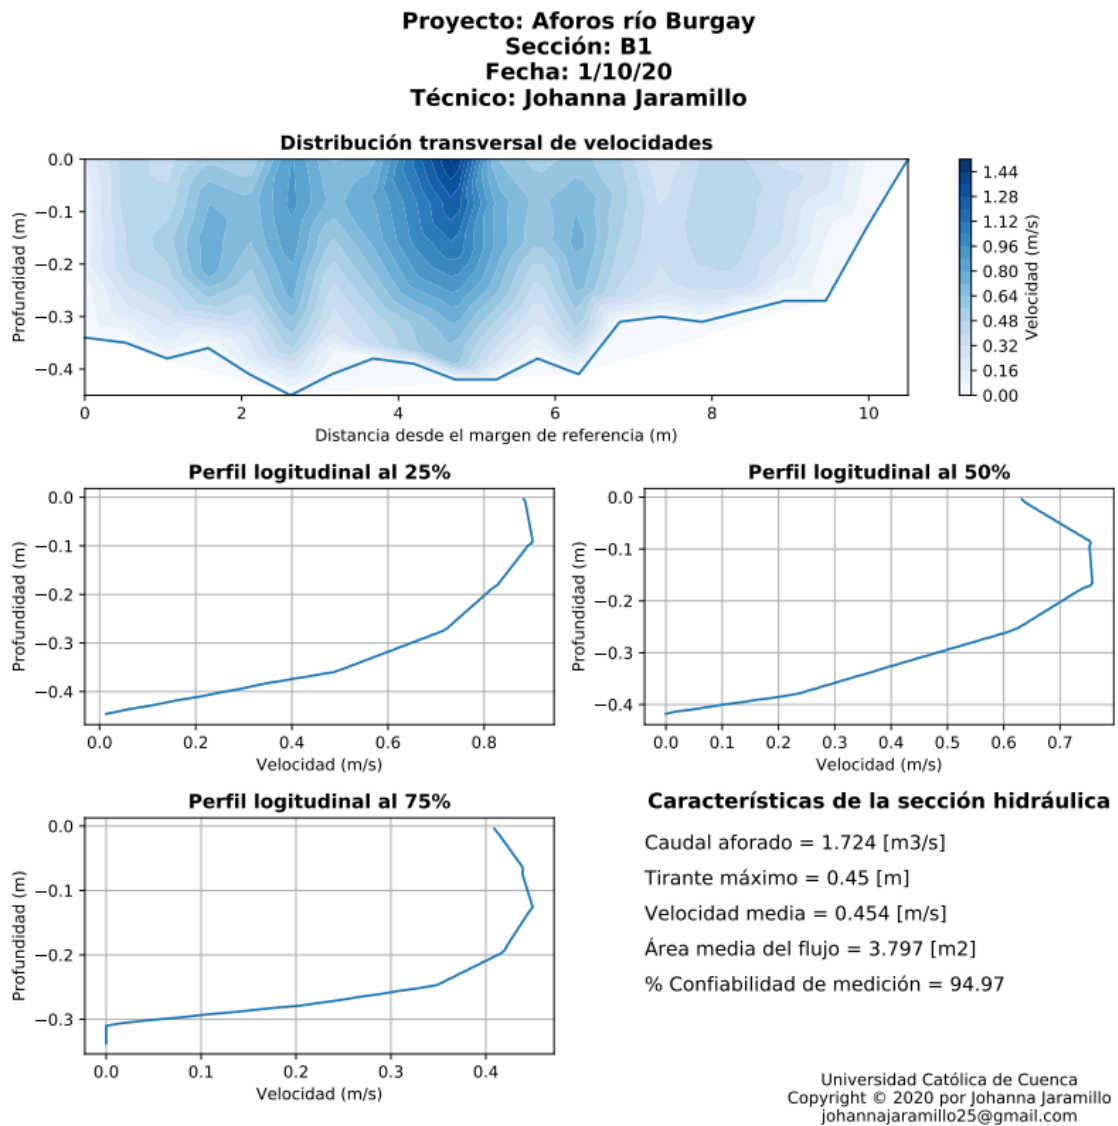 Proyecto: Aforos río Burgay
Sección: B1
Fecha: 1/10/20
Técnico: Johanna Jaramillo
Distribución transversal de velocidades
Profundidad (m)
0.0
−0.1
−0.2
−0.3
−0.4
0 2 4 6 8 10
Distancia desde el margen de referencia (m)
1.44
1.28
1.12
0.96
0.80
0.64
0.48
0.32
0.16
0.00
Velocidad (m/s)
Perfil logitudinal al 25%
Profundidad (m)
0.0
−0.1
−0.2
−0.3
−0.4
0.0 0.2 0.4 0.6 0.8
Velocidad (m/s)
Perfil logitudinal al 50%
Profundidad (m)
0.0
−0.1
−0.2
−0.3
−0.4
0.0 0.1 0.2 0.3 0.4 0.5 0.6 0.7
Velocidad (m/s)
Perfil logitudinal al 75%
Profundidad (m)
0.0
−0.1
−0.2
−0.3
0.0 0.1 0.2 0.3 0.4
Velocidad (m/s)
Características de la sección hidráulica
Caudal aforado = 1.724 [m3/s]
Tirante máximo = 0.45 [m]
Velocidad media = 0.454 [m/s]
Área media del flujo = 3.797 [m2]
% Confiabilidad de medición = 94.97
Universidad Católica de Cuenca
Copyright © 2020 por Johanna Jaramillo
johannajaramillo25@gmail.com